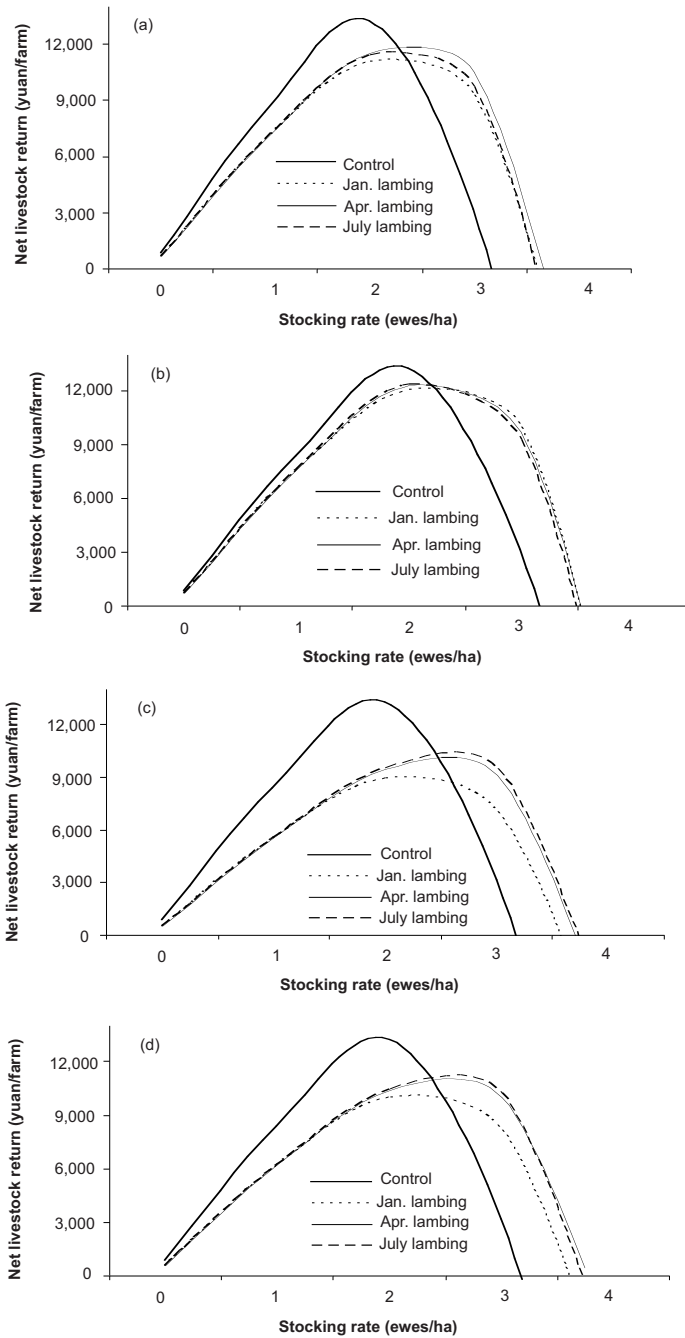 (a)
Net livestock return (yuan/farm)
12,000
9,000
6,000
3,000
0
Control
Jan. lambing
Apr. lambing
July lambing
0 1 2 3 4
Stocking rate (ewes/ha)
(b)
Net livestock return (yuan/farm)
12,000
9,000
6,000
3,000
0
Control
Jan. lambing
Apr. lambing
July lambing
0 1 2 3 4
Stocking rate (ewes/ha)
(c)
Net livestock return (yuan/farm)
12,000
9,000
6,000
3,000
0
Control
Jan. lambing
Apr. lambing
July lambing
0 1 2 3 4
Stocking rate (ewes/ha)
(d)
Net livestock return (yuan/farm)
12,000
9,000
6,000
3,000
0
Control
Jan. lambing
Apr. lambing
July lambing
0 1 2 3 4
Stocking rate (ewes/ha)